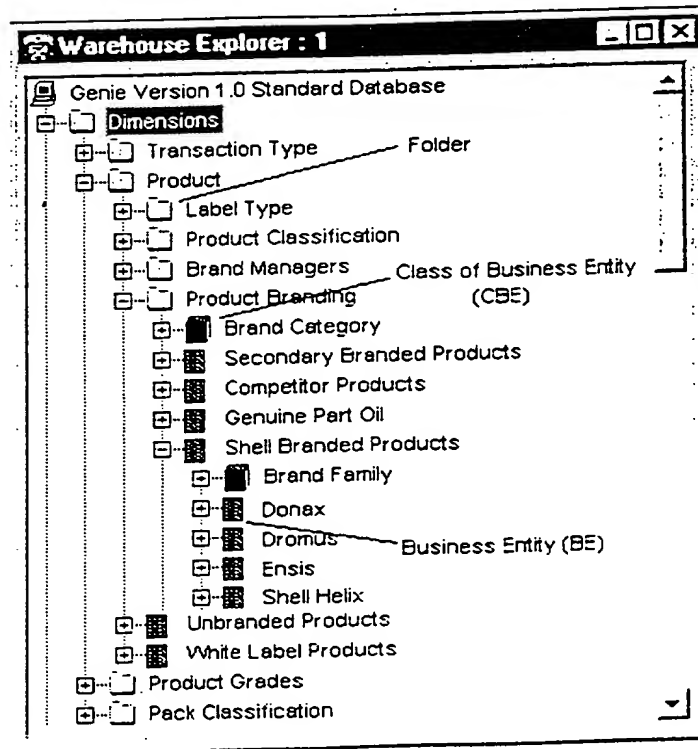 Warehouse Explorer : 1
Genie Version 1.0 Standard Database
Dimensions
Transaction Type
Folder
Product
Label Type
Product Classification
Brand Managers
Class of Business Entity
(CBE)
Product Branding
Brand Category
Secondary Branded Products
Competitor Products
Genuine Part Oil
Shell Branded Products
Brand Family
Donax
Dromus
Business Entity (BE)
Ensis
Shell Helix
Unbranded Products
White Label Products
Product Grades
Pack Classification